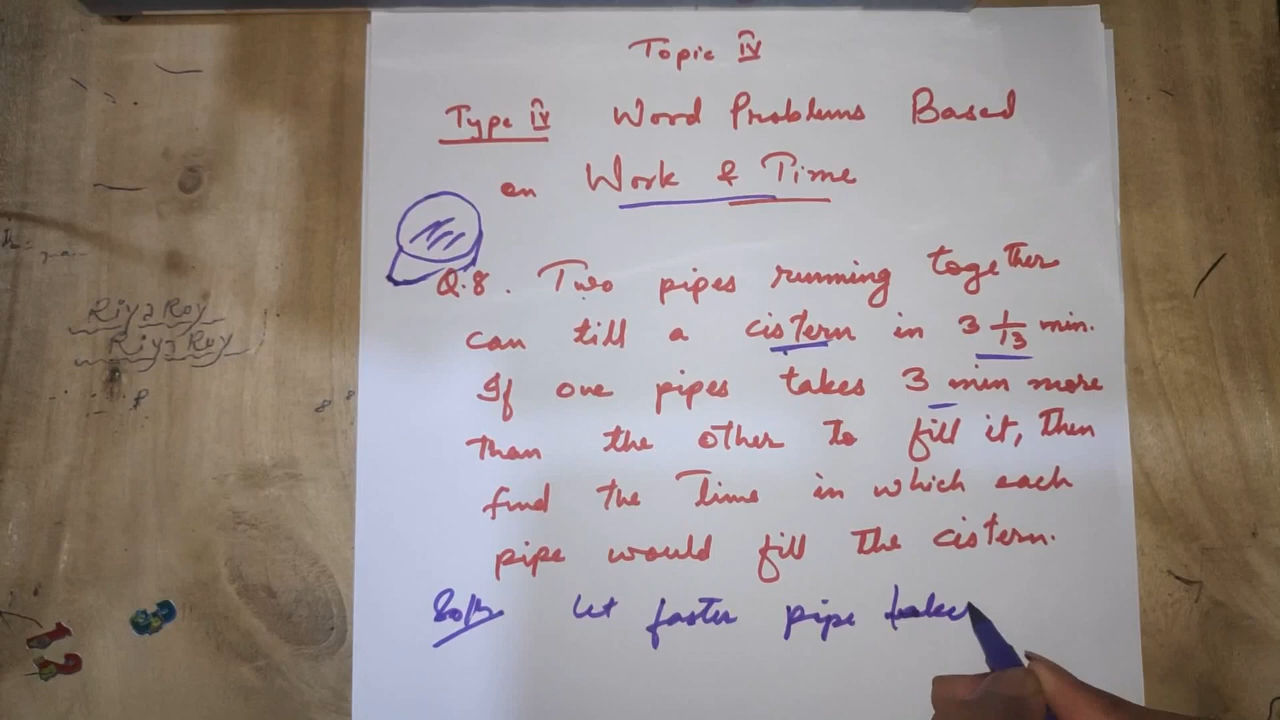 Topic IV
Type IV Word Problems Based
on Work & Time
Q.8. Two pipes running together
can till a cistern in 3 1/13 min.
If one pipes takes 3 min more
than the other to fill it, then
find the Time in which each
pipe would fill the cistern.
Soln let faster pipe takes
Riya Roy
Riya Roy